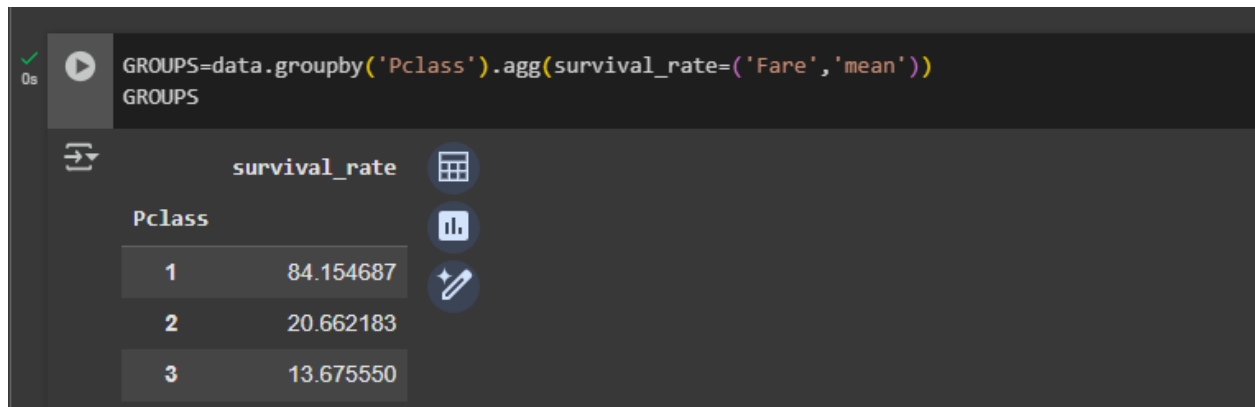 0s
GROUPS=data.groupby('Pclass').agg(survival_rate=('Fare','mean'))
GROUPS
survival_rate
Pclass
1 84.154687
2 20.662183
3 13.675550